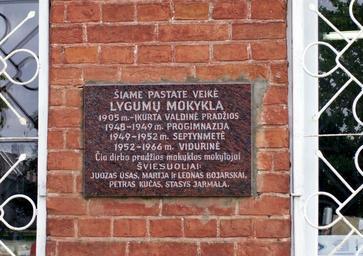 ŠIAME PASTATE VEIKĖ
LYGUMŲ MOKYKLA
1905 m.-ĮKURTA VALDINĖ PRADŽIOS
1948-1949 m. PROGIMNAZIJA
1949-1952 m. SEPTYNMETĖ
1952-1966 m. VIDURINĖ
Čia dirbo pradžios mokyklos mokytojai
ŠVIESUOLIAI:
JUOZAS ŪSAS, MARIJA ir LEONAS BOJARSKAI,
PETRAS KUČAS, STASYS JARMALA.